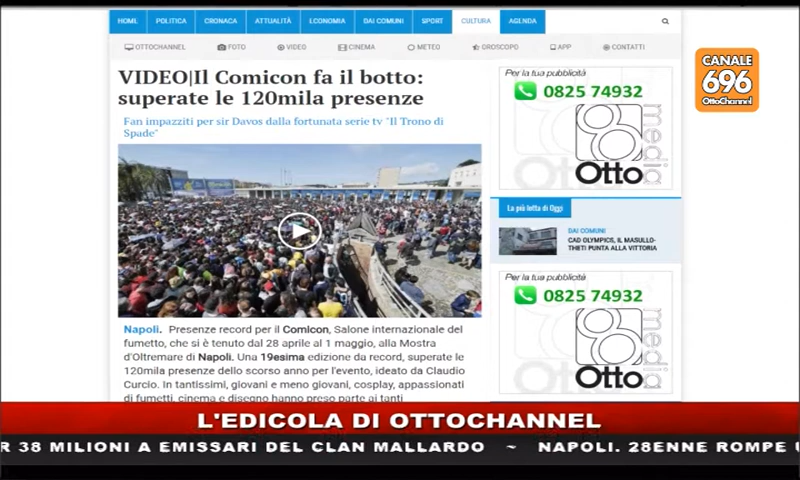 HOME POLITICA CRONACA ATTUALITÀ ECONOMIA DAI COMUNI SPORT CULTURA AGENDA
OTTOCHANNEL FOTO VIDEO CINEMA METEO OROSCOPO APP CONTATTI
VIDEO|Il Comicon fa il botto:
superate le 120mila presenze
Fan impazziti per sir Davos dalla fortunata serie tv "Il Trono di
Spade"
Napoli. Presenze record per il Comicon, Salone internazionale del
fumetto, che si è tenuto dal 28 aprile al 1 maggio, alla Mostra
d'Oltremare di Napoli. Una 19esima edizione da record, superate le
120mila presenze dello scorso anno per l'evento, ideato da Claudio
Curcio. In tantissimi, giovani e meno giovani, cosplay, appassionati
di fumetti, cinema e disegno hanno preso parte ai tanti
Per la tua pubblicità
0825 74932
media
Otto
La più letta di Oggi
DAI COMUNI
CAD OLYMPICS, IL MASULLO-
THETI PUNTA ALLA VITTORIA
Per la tua pubblicità
0825 74932
media
Otto
CANALE
696
OttoChannel
L'EDICOLA DI OTTOCHANNEL
R 38 MILIONI A EMISSARI DEL CLAN MALLARDO ~ NAPOLI. 28ENNE ROMPE U